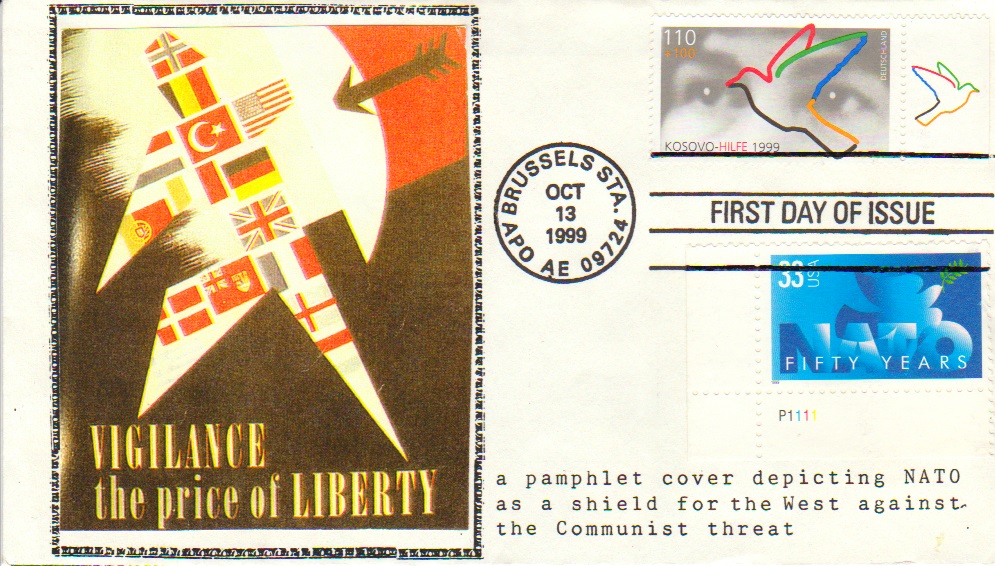 VIGILANCE
the price of LIBERTY
110
+100
DEUTSCHLAND
KOSOVO-HILFE 1999
BRUSSELS STA.
OCT
13
1999
APO AE 09724
FIRST DAY OF ISSUE
33
USA
NATO
FIFTY YEARS
P1111
a pamphlet cover depicting NATO
as a shield for the West against
the Communist threat